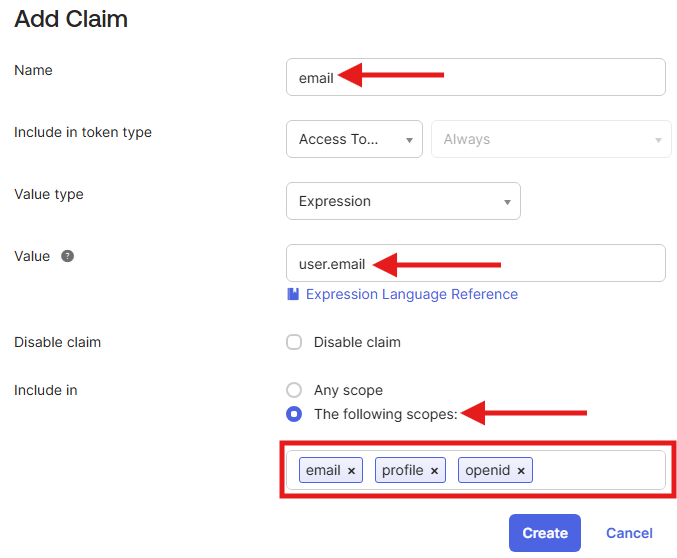 Add Claim
Name
email
Include in token type
Access To...
Always
Value type
Expression
Value ?
user.email
Expression Language Reference
Disable claim
Disable claim
Include in
Any scope
The following scopes:
email × profile × openid ×
Create Cancel